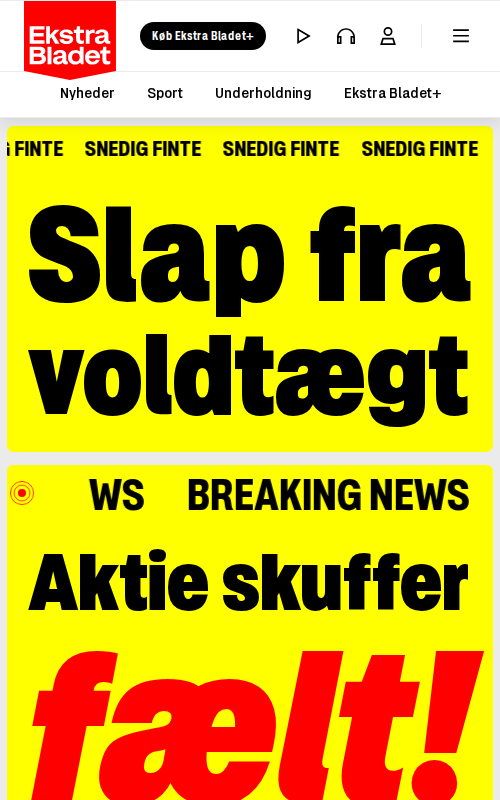 Ekstra
Bladet
Køb Ekstra Bladet+
Nyheder Sport Underholdning Ekstra Bladet+
FINTE SNEDIG FINTE SNEDIG FINTE SNEDIG FINTE
Slap fra
voldtægt
WS BREAKING NEWS
Aktie skuffer
fælt!